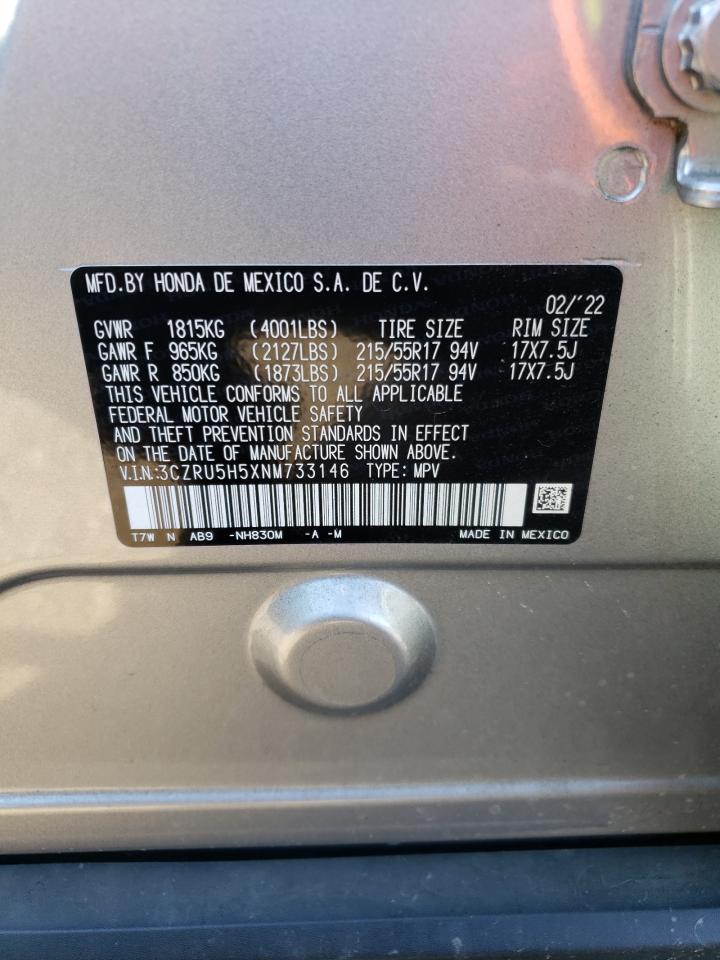 MFD.BY HONDA DE MEXICO S.A. DE C.V.
02/'22
GVWR 1815KG (4001LBS) TIRE SIZE RIM SIZE
GAWR F 965KG (2127LBS) 215/55R17 94V 17X7.5J
GAWR R 850KG (1873LBS) 215/55R17 94V 17X7.5J
THIS VEHICLE CONFORMS TO ALL APPLICABLE
FEDERAL MOTOR VEHICLE SAFETY
AND THEFT PREVENTION STANDARDS IN EFFECT
ON THE DATE OF MANUFACTURE SHOWN ABOVE.
V.I.N.:3CZRU5H5XNM733146 TYPE: MPV
T7W N AB9 -NH830M -A -M MADE IN MEXICO